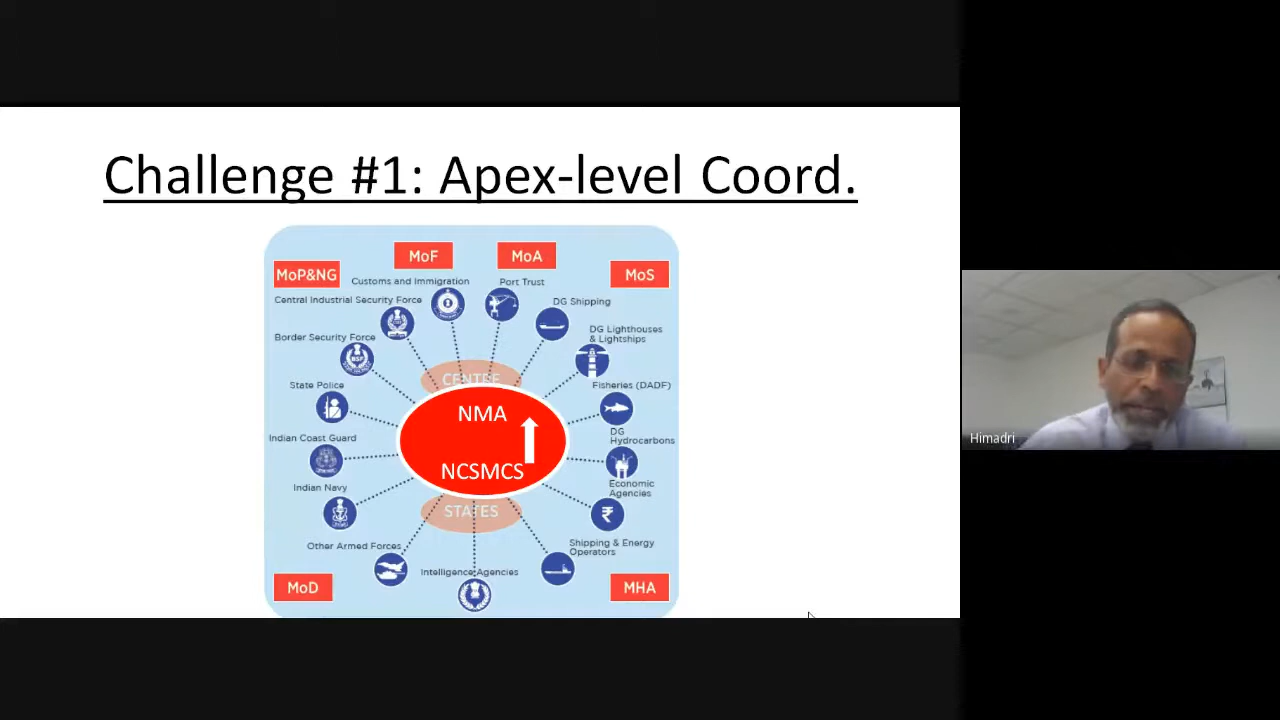 Challenge #1: Apex-level Coord.
MoF
MoA
MoP&NG
MoS
Customs and Immigration
Port Trust
Central Industrial Security Force
DG Shipping
Border Security Force
DG Lighthouses
& Lightships
BSF
CENTRE
State Police
Fisheries (DADF)
NMA
Indian Coast Guard
DG
Hydrocarbons
NCSMCS
Indian Navy
Economic
Agencies
₹
STATES
Other Armed Forces
Shipping & Energy
Operators
Intelligence Agencies
MoD
MHA
Himadri